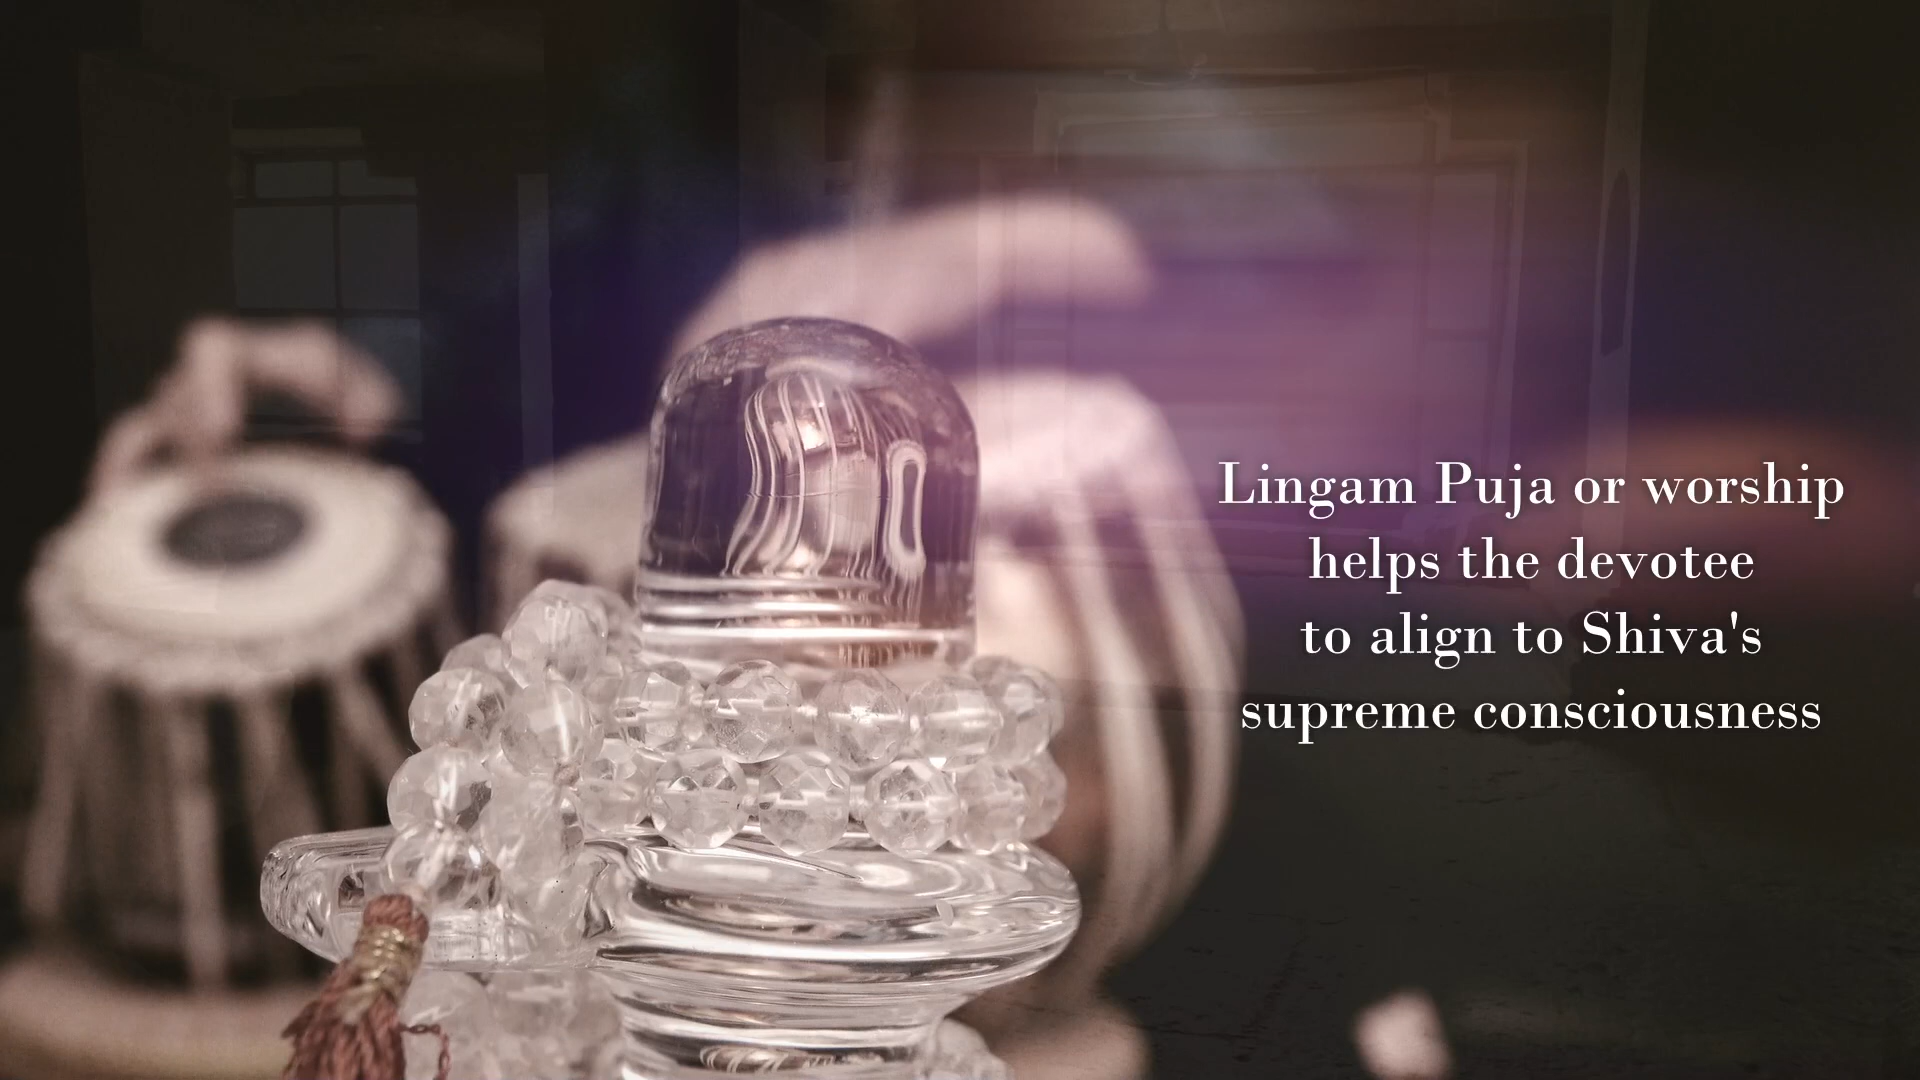 Lingam Puja or worship
helps the devotee
to align to Shiva's
supreme consciousness